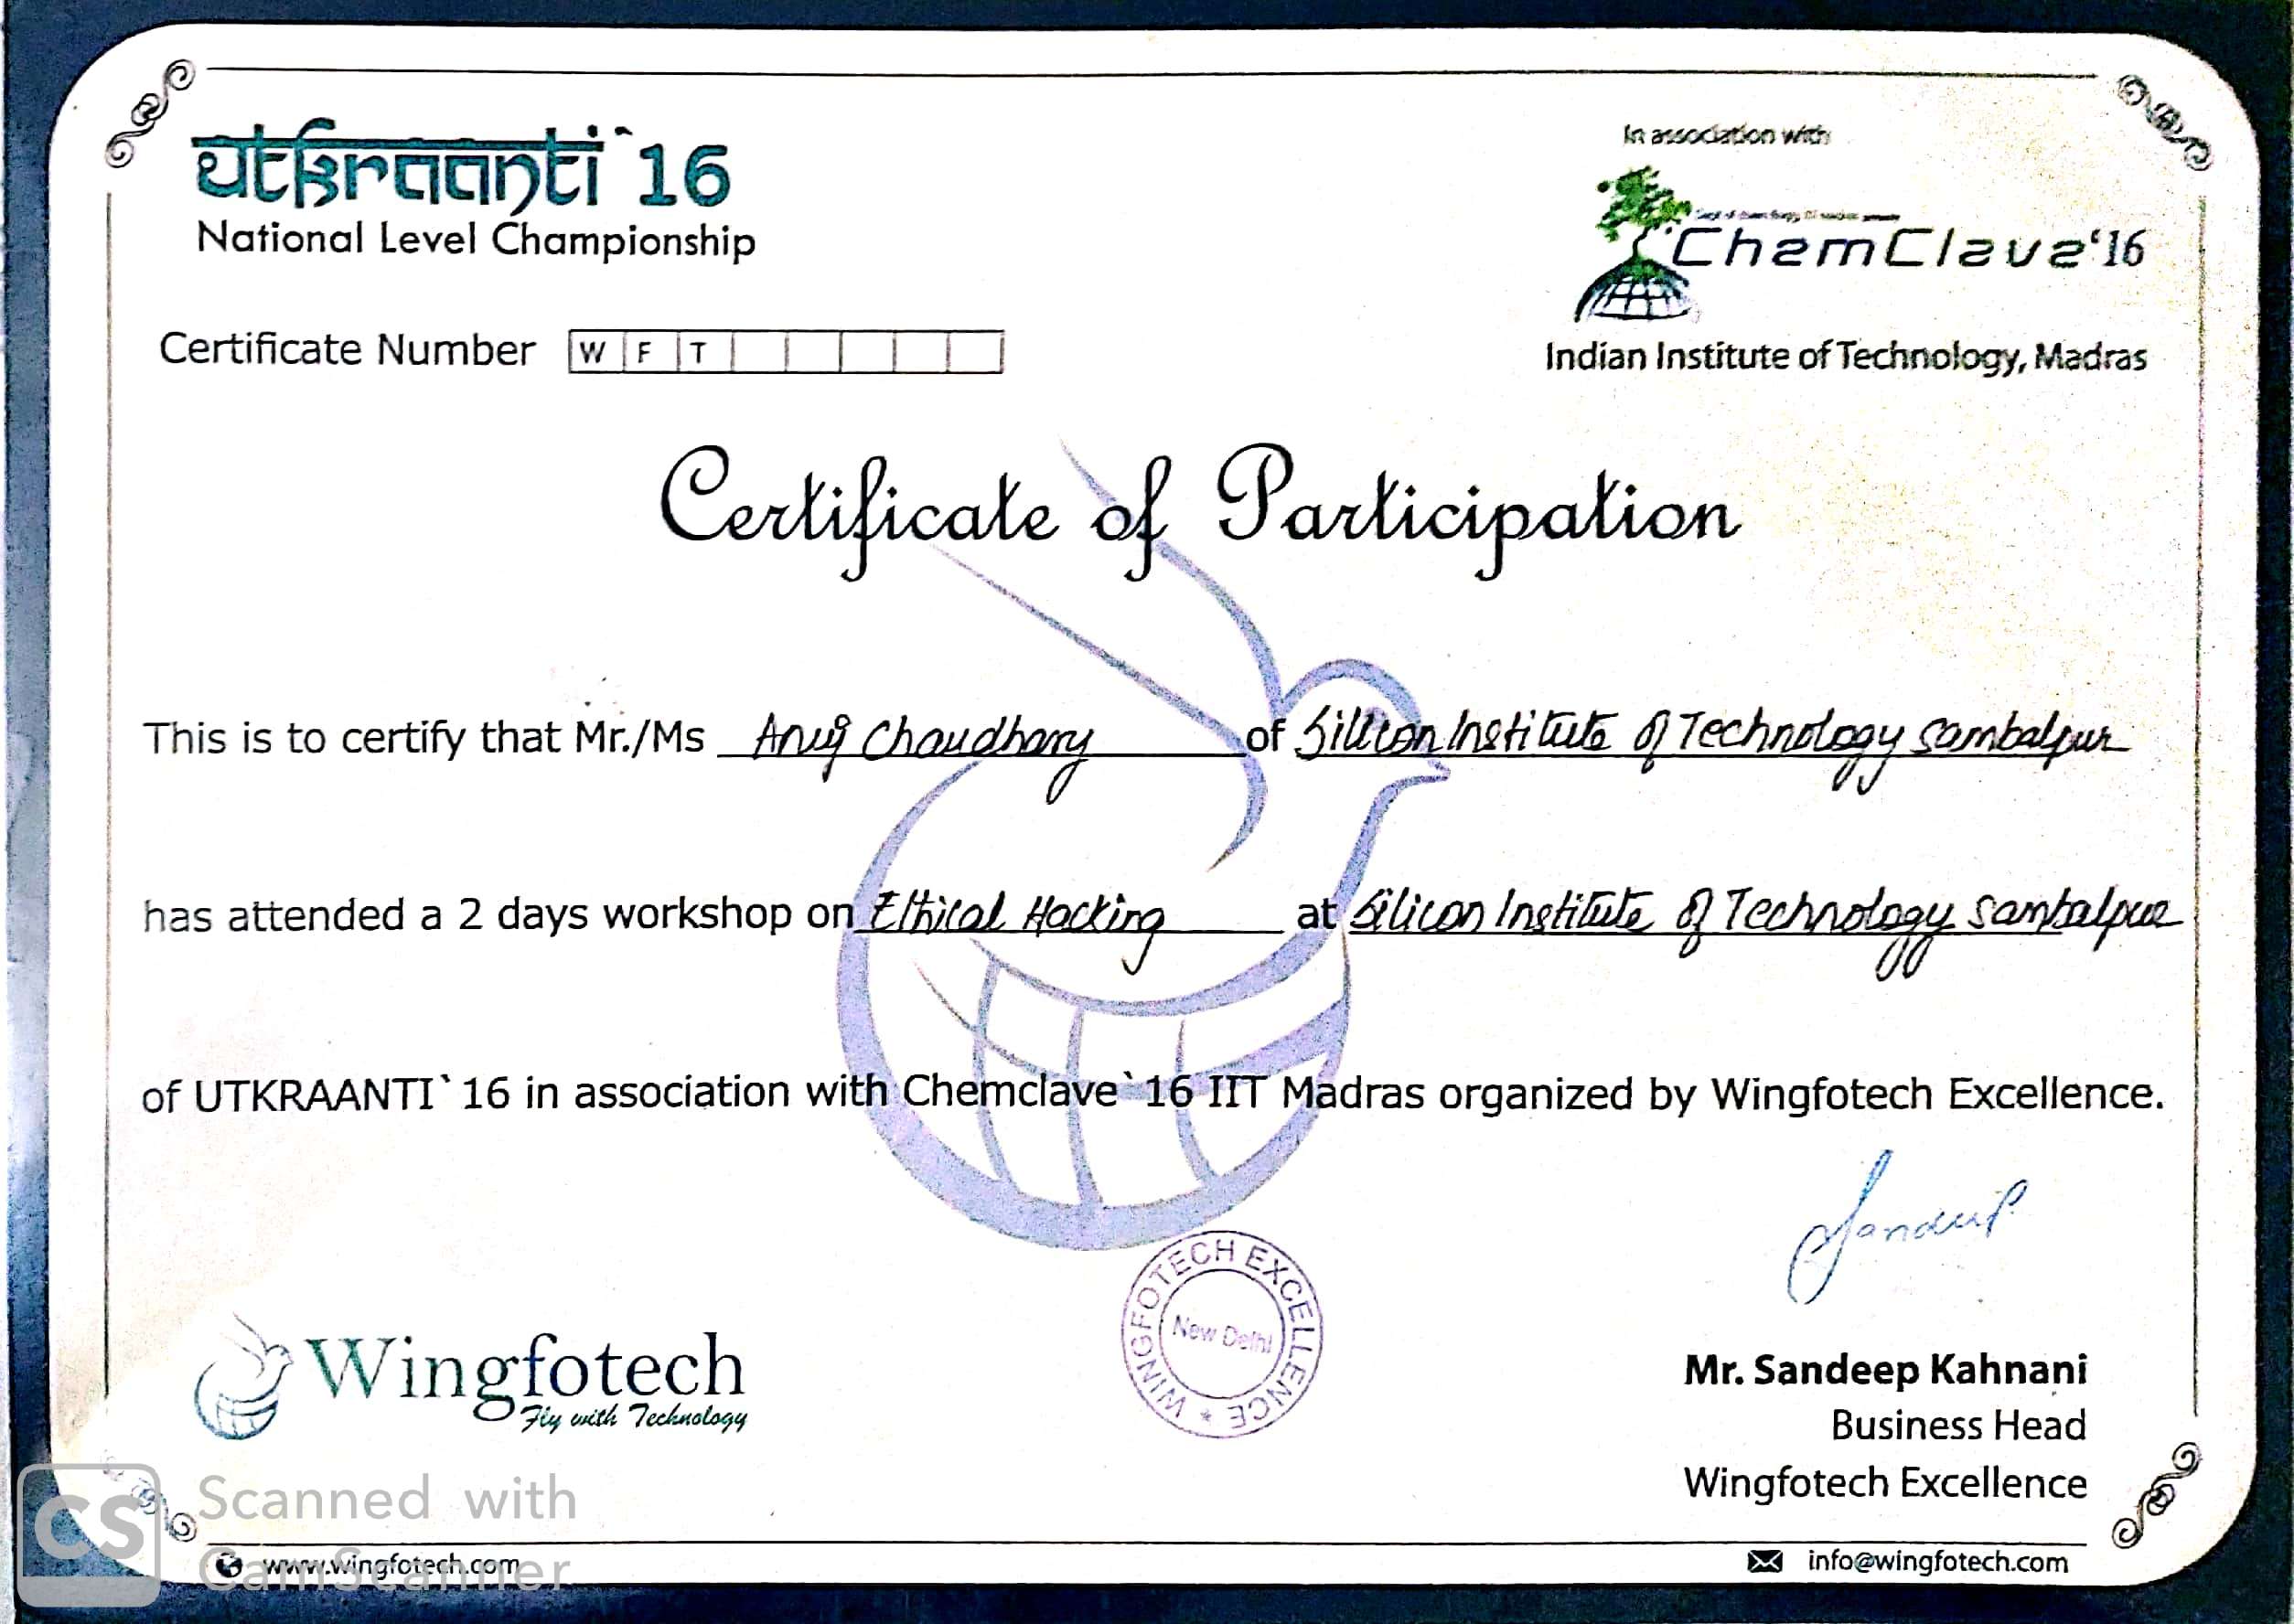 utkraanti`16
National Level Championship
In association with
ChemClave‘16
Indian Institute of Technology, Madras
Certificate Number W F T
Certificate of Participation
This is to certify that Mr./Ms Anuj Chaudhary of Silicon Institute of Technology Sambalpur
has attended a 2 days workshop on Ethical Hacking at Silicon Institute of Technology Sambalpur
of UTKRAANTI`16 in association with Chemclave`16 IIT Madras organized by Wingfotech Excellence.
Sandeep
WINGFOTECH EXCELLENCE
New Delhi
Wingfotech
Fly with Technology
Mr. Sandeep Kahnani
Business Head
Wingfotech Excellence
CS Scanned with
CamScanner
www.wingfotech.com
info@wingfotech.com